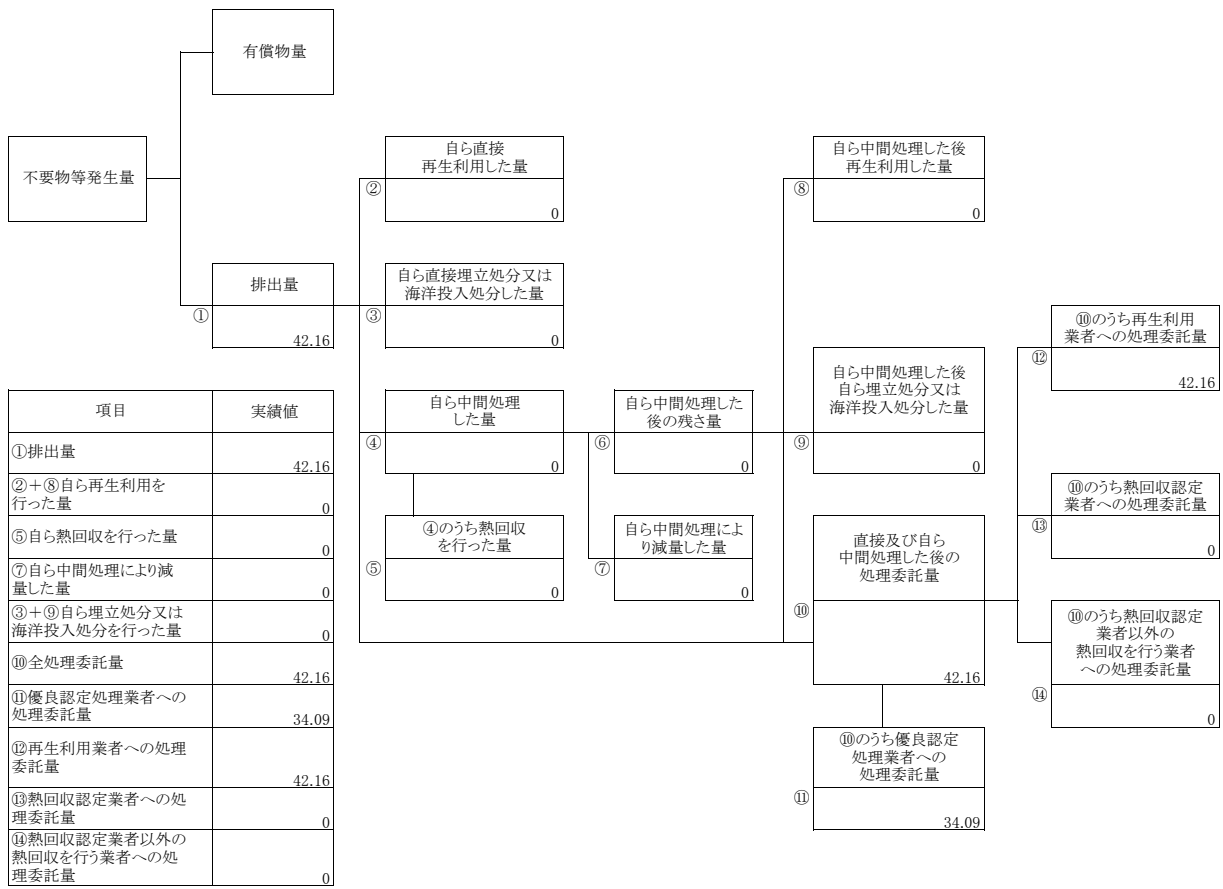 有償物量
不要物等発生量
自ら直接
再生利用した量
②
0
自ら中間処理した後
再生利用した量
⑧
0
排出量
①
42.16
自ら直接埋立処分又は
海洋投入処分した量
③
0
⑩のうち再生利用
業者への処理委託量
⑫
42.16
自ら中間処理
した量
④
0
自ら中間処理した
後の残さ量
⑥
0
自ら中間処理した後
自ら埋立処分又は
海洋投入処分した量
⑨
0
⑩のうち熱回収認定
業者への処理委託量
⑬
0
④のうち熱回収
を行った量
⑤
0
自ら中間処理によ
り減量した量
⑦
0
直接及び自ら
中間処理した後の
処理委託量
⑩
42.16
⑩のうち熱回収認定
業者以外の
熱回収を行う業者
への処理委託量
⑭
0
⑩のうち優良認定
処理業者への
処理委託量
⑪
34.09
項目 実績値
①排出量
42.16
②＋⑧自ら再生利用を
行った量
0
⑤自ら熱回収を行った量
0
⑦自ら中間処理により減
量した量
0
③＋⑨自ら埋立処分又は
海洋投入処分を行った量
0
⑩全処理委託量
42.16
⑪優良認定処理業者への
処理委託量
34.09
⑫再生利用業者への処理
委託量
42.16
⑬熱回収認定業者への処
理委託量
0
⑭熱回収認定業者以外の
熱回収を行う業者への処
理委託量
0